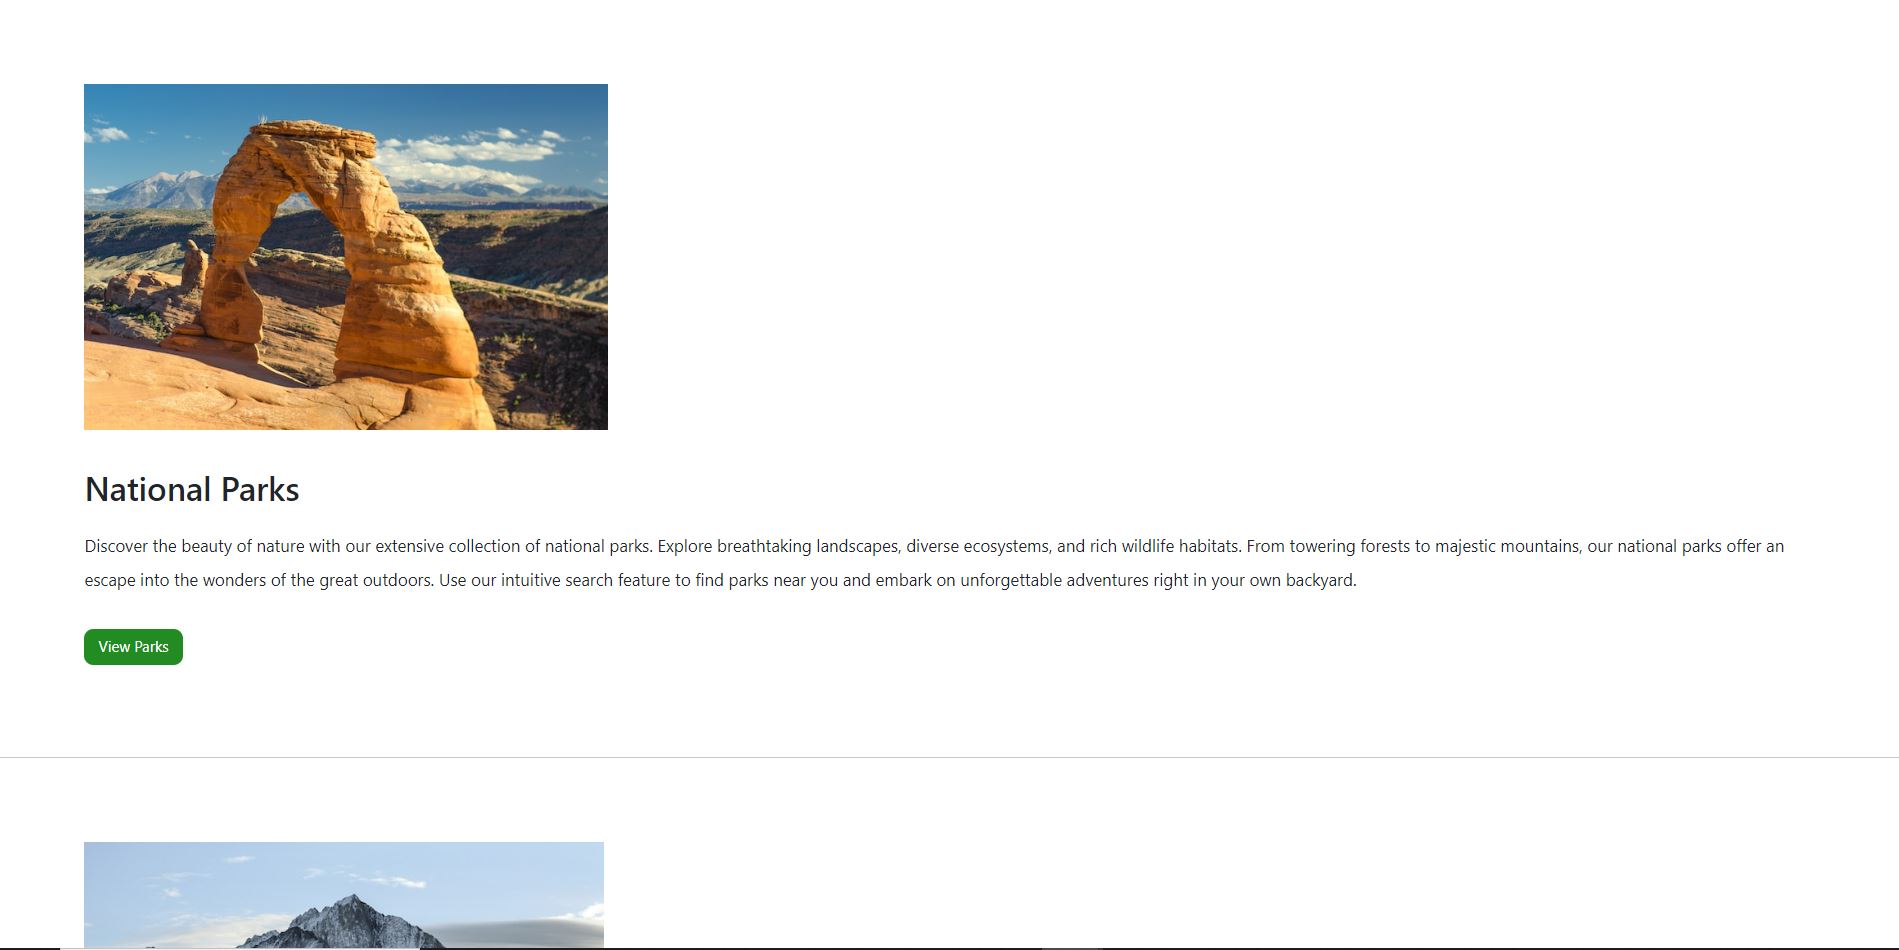 National Parks
Discover the beauty of nature with our extensive collection of national parks. Explore breathtaking landscapes, diverse ecosystems, and rich wildlife habitats. From towering forests to majestic mountains, our national parks offer an
escape into the wonders of the great outdoors. Use our intuitive search feature to find parks near you and embark on unforgettable adventures right in your own backyard.
View Parks